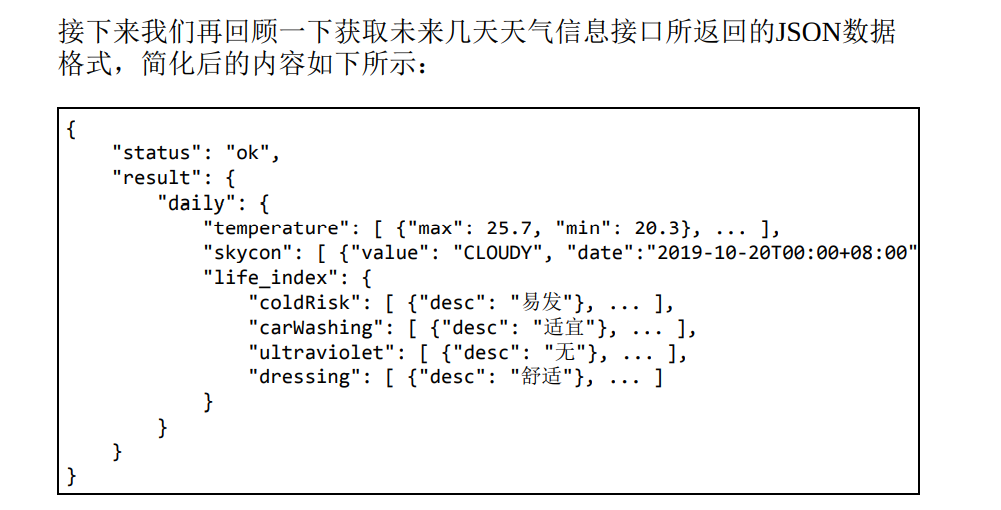 接下来我们再回顾一下获取未来几天天气信息接口所返回的JSON数据
格式，简化后的内容如下所示：
{
    "status": "ok",
    "result": {
        "daily": {
            "temperature": [ {"max": 25.7, "min": 20.3}, ... ],
            "skycon": [ {"value": "CLOUDY", "date":"2019-10-20T00:00+08:00"
            "life_index": {
                "coldRisk": [ {"desc": "易发"}, ... ],
                "carWashing": [ {"desc": "适宜"}, ... ],
                "ultraviolet": [ {"desc": "无"}, ... ],
                "dressing": [ {"desc": "舒适"}, ... ]
            }
        }
    }
}